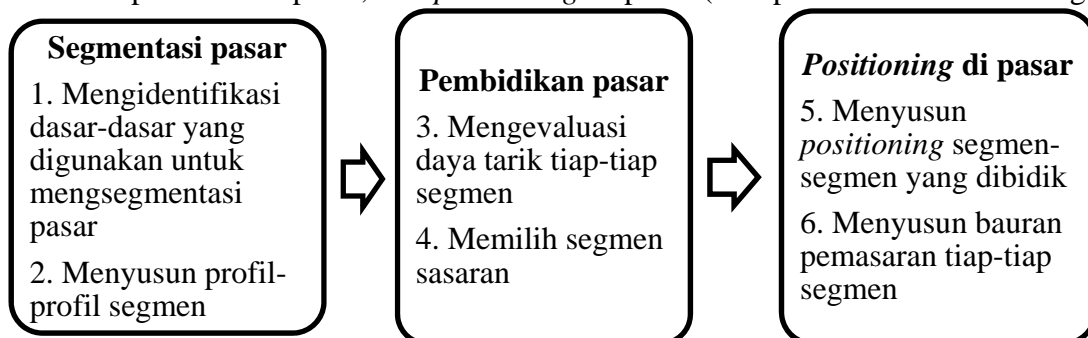 Segmentasi pasar
1. Mengidentifikasi
dasar-dasar yang
digunakan untuk
mengsegmentasi
pasar
2. Menyusun profil-
profil segmen
Pembidikan pasar
3. Mengevaluasi
daya tarik tiap-tiap
segmen
4. Memilih segmen
sasaran
Positioning di pasar
5. Menyusun
positioning segmen-
segmen yang dibidik
6. Menyusun bauran
pemasaran tiap-tiap
segmen